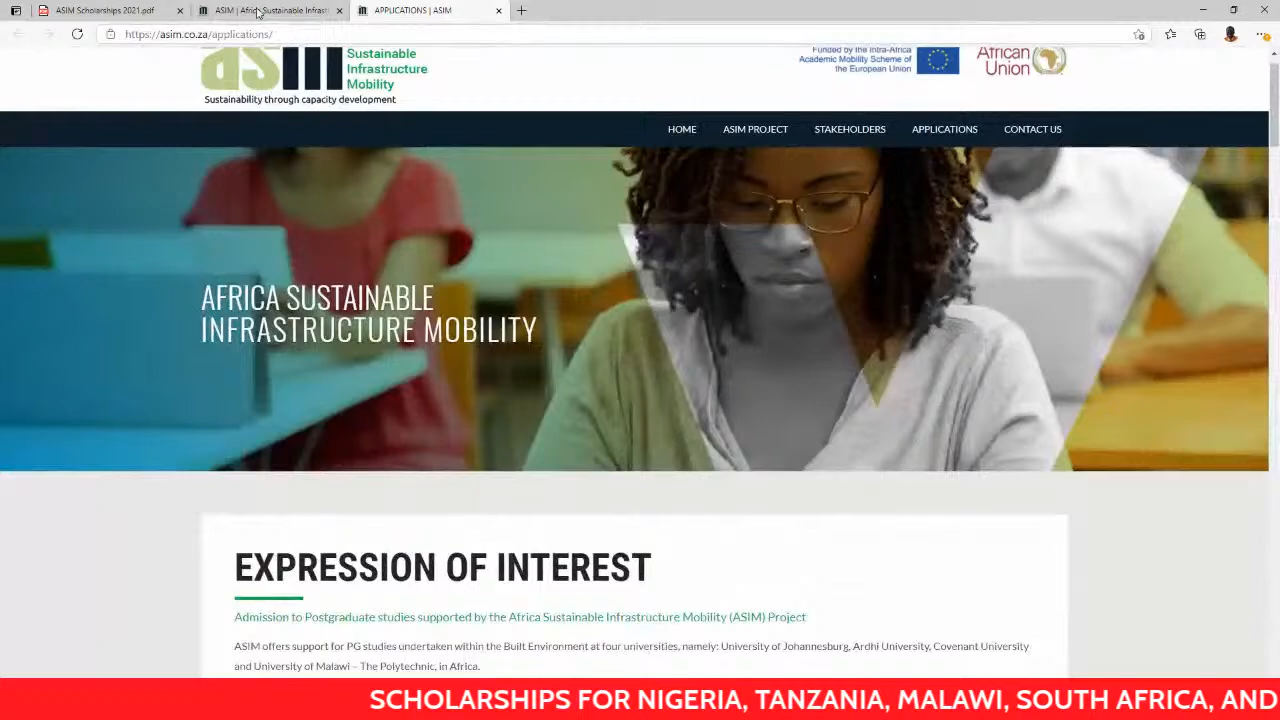 ASIM Scholarships 2021.pdf
ASIM | Africa Sustainable Infrast
APPLICATIONS | ASIM
https://asim.co.za/applications/
asim
Sustainable
Infrastructure
Mobility
Sustainability through capacity development
Funded by the Intra-Africa
Academic Mobility Scheme of
the European Union
African
Union
HOME
ASIM PROJECT
STAKEHOLDERS
APPLICATIONS
CONTACT US
AFRICA SUSTAINABLE
INFRASTRUCTURE MOBILITY
EXPRESSION OF INTEREST
Admission to Postgraduate studies supported by the Africa Sustainable Infrastructure Mobility (ASIM) Project
ASIM offers support for PG studies undertaken within the Built Environment at four universities, namely: University of Johannesburg, Ardhi University, Covenant University
and University of Malawi – The Polytechnic, in Africa.
SCHOLARSHIPS FOR NIGERIA, TANZANIA, MALAWI, SOUTH AFRICA, AND